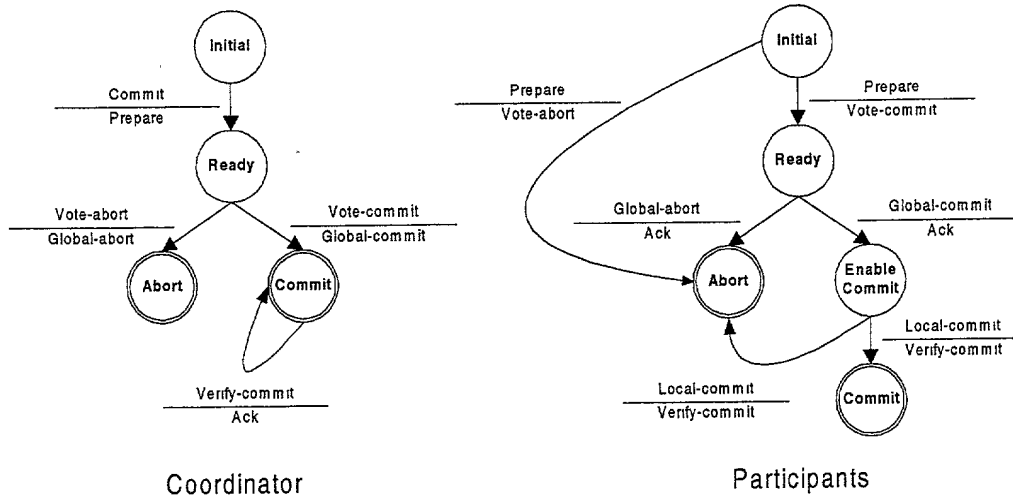 Initial
Commit
Prepare
Ready
Vote-abort
Global-abort
Vote-commit
Global-commit
Abort
Commit
Verify-commit
Ack
Coordinator
Initial
Prepare
Vote-abort
Prepare
Vote-commit
Ready
Global-abort
Ack
Global-commit
Ack
Abort
Enable
Commit
Local-commit
Verify-commit
Local-commit
Verify-commit
Commit
Participants